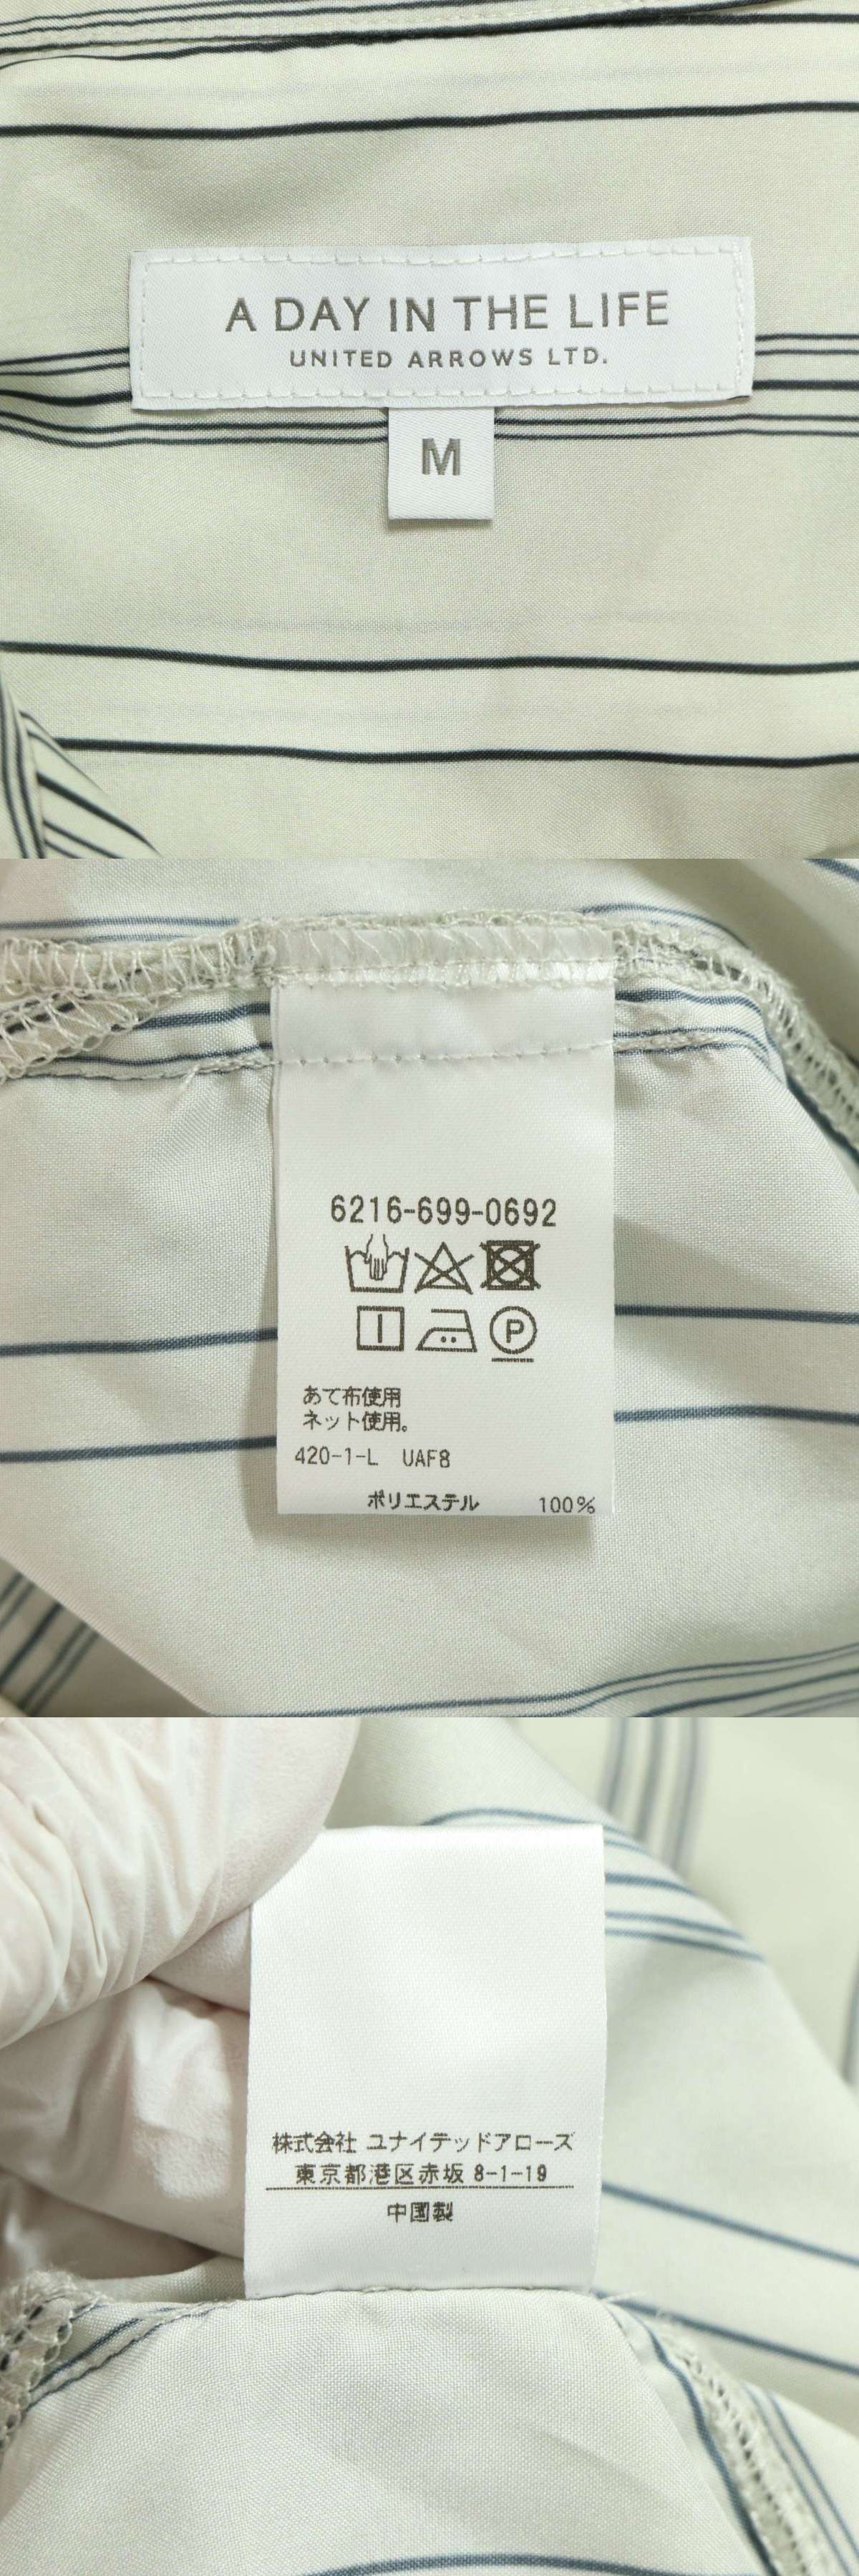 A DAY IN THE LIFE
UNITED ARROWS LTD.
M
6216-699-0692
P
あて布使用
ネット使用。
420-1-L UAF8
ポリエステル 100%
株式会社 ユナイテッドアローズ
東京都港区赤坂 8-1-19
中国製